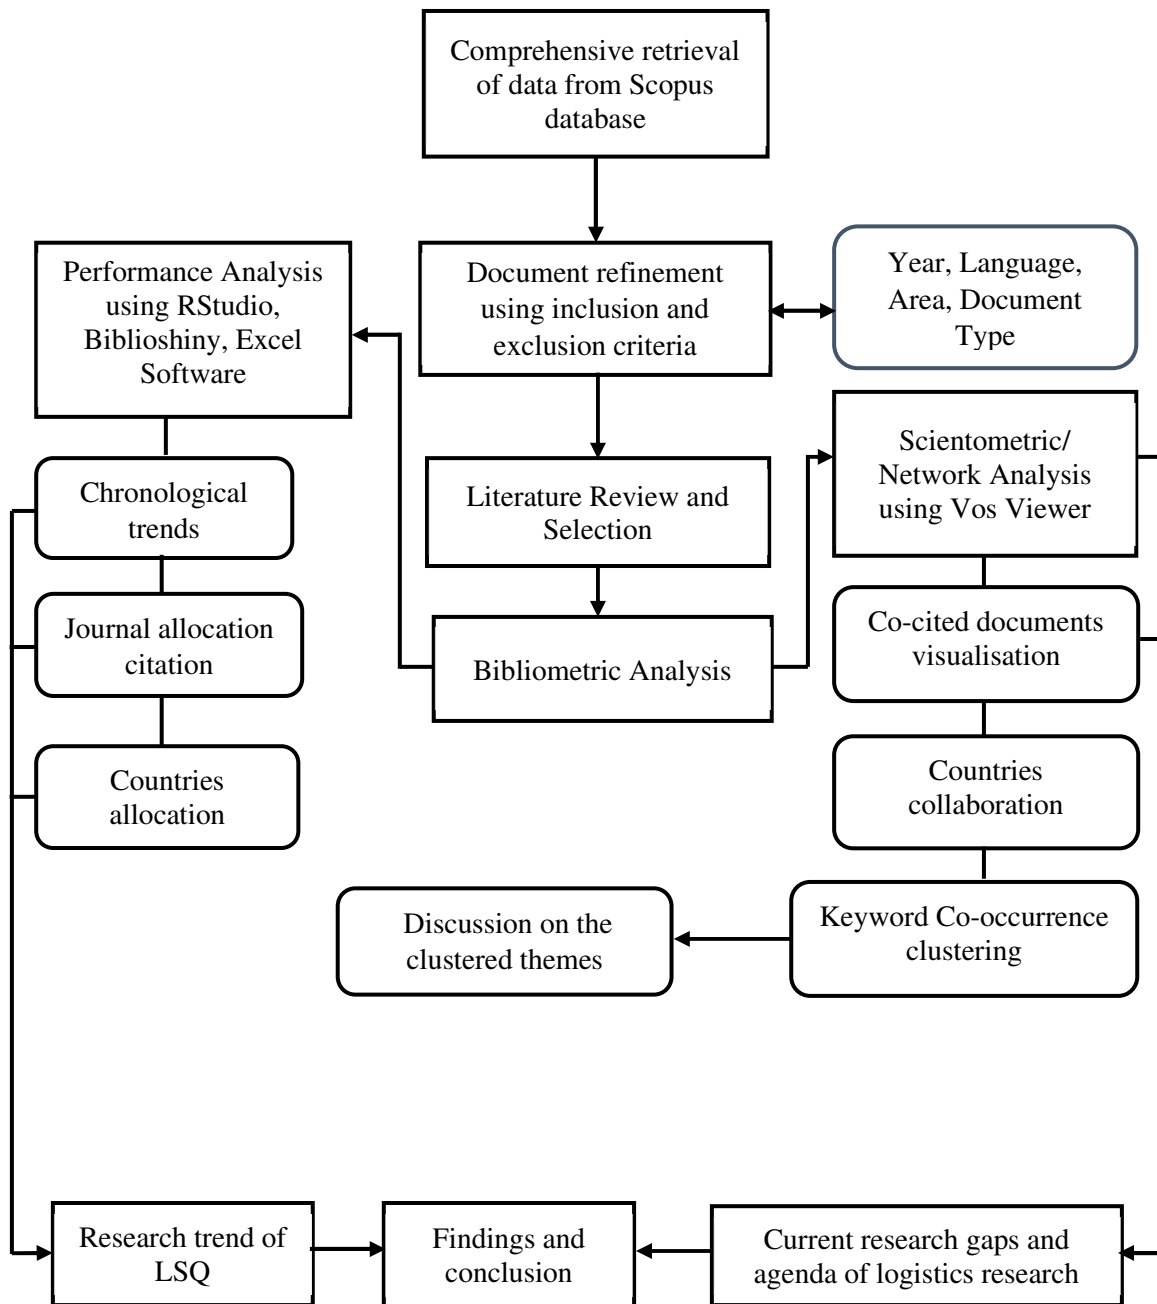 Comprehensive retrieval
of data from Scopus
database
Performance Analysis
using RStudio,
Biblioshiny, Excel
Software
Document refinement
using inclusion and
exclusion criteria
Year, Language,
Area, Document
Type
Chronological
trends
Literature Review and
Selection
Scientometric/
Network Analysis
using Vos Viewer
Journal allocation
citation
Bibliometric Analysis
Co-cited documents
visualisation
Countries
allocation
Countries
collaboration
Discussion on the
clustered themes
Keyword Co-occurrence
clustering
Research trend of
LSQ
Findings and
conclusion
Current research gaps and
agenda of logistics research